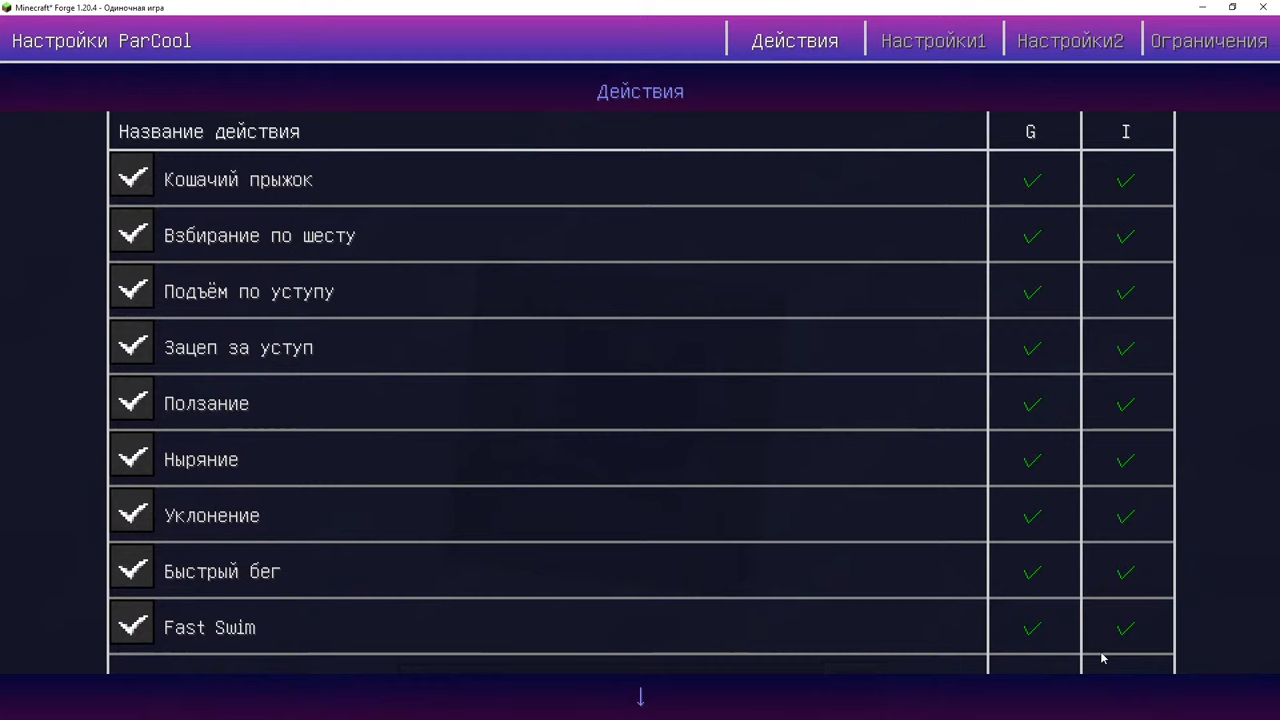 Minecraft* Forge 1.20.4 - Одиночная игра
Настройки ParCool
Действия
Настройки1
Настройки2
Ограничения
Действия
Название действия G I
Кошачий прыжок
Взбирание по шесту
Подъём по уступу
Зацеп за уступ
Ползание
Ныряние
Уклонение
Быстрый бег
Fast Swim